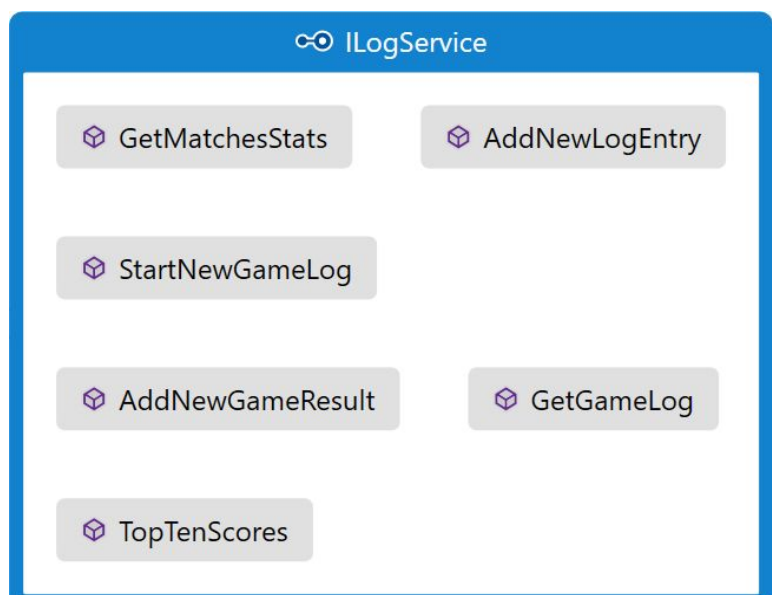 ILogService
GetMatchesStats
AddNewLogEntry
StartNewGameLog
AddNewGameResult
GetGameLog
TopTenScores